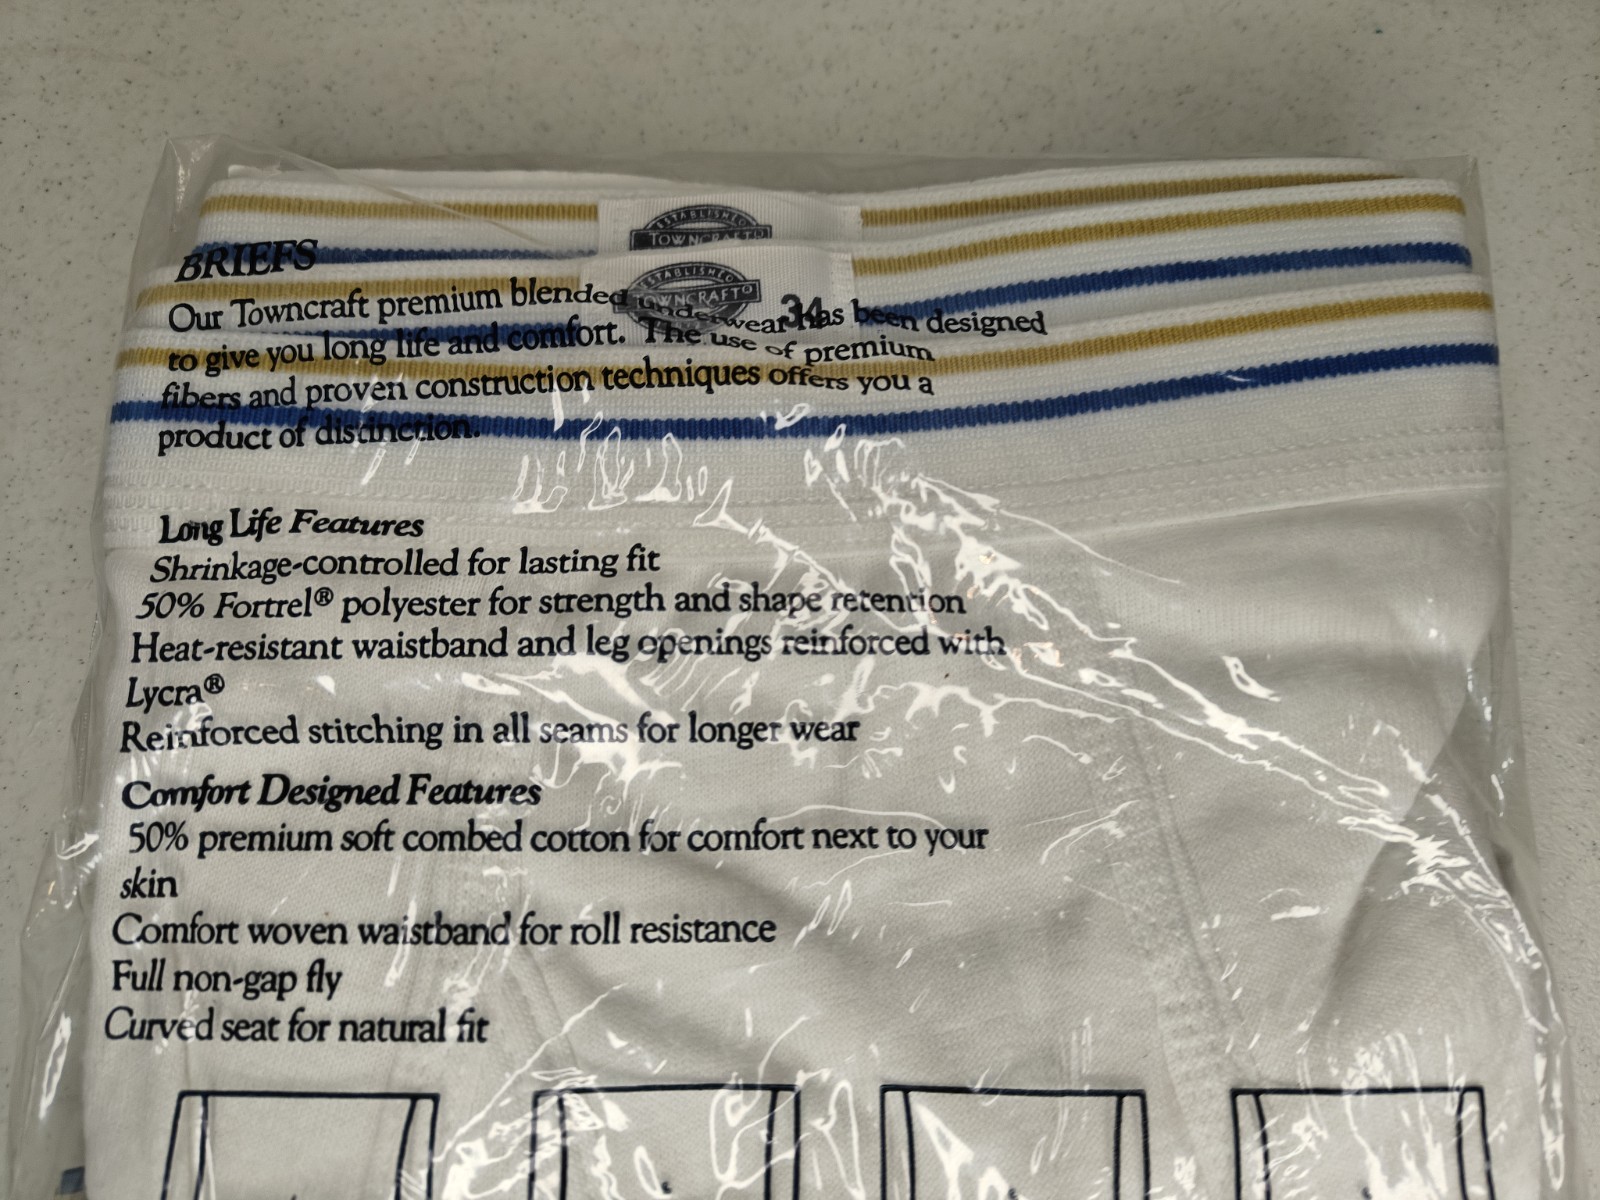 ESTABLISHED
TOWNCRAFT
ESTABLISHED
TOWNCRAFT
34
BRIEFS
Our Towncraft premium blended underwear has been designed
to give you long life and comfort. The use of premium
fibers and proven construction techniques offers you a
product of distinction.
Long Life Features
Shrinkage-controlled for lasting fit
50% Fortrel® polyester for strength and shape retention
Heat-resistant waistband and leg openings reinforced with
Lycra®
Reinforced stitching in all seams for longer wear
Comfort Designed Features
50% premium soft combed cotton for comfort next to your
skin
Comfort woven waistband for roll resistance
Full non-gap fly
Curved seat for natural fit